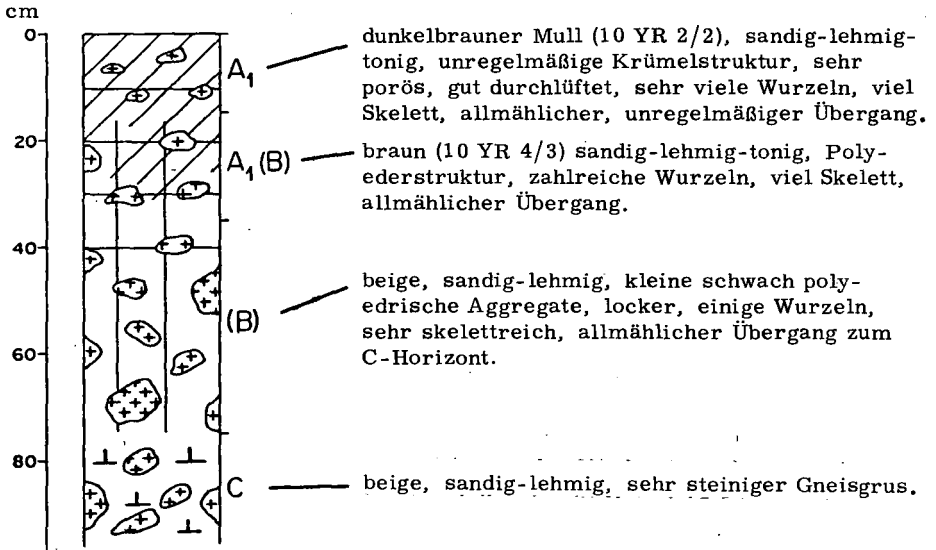 cm
0
20
40
60
80
A1
dunkelbrauner Mull (10 YR 2/2), sandig-lehmig-
tonig, unregelmäßige Krümelstruktur, sehr
porös, gut durchlüftet, sehr viele Wurzeln, viel
Skelett, allmählicher, unregelmäßiger Übergang.
A1 (B)
braun (10 YR 4/3) sandig-lehmig-tonig, Poly-
ederstruktur, zahlreiche Wurzeln, viel Skelett,
allmählicher Übergang.
(B)
beige, sandig-lehmig, kleine schwach poly-
edrische Aggregate, locker, einige Wurzeln,
sehr skelettreich, allmählicher Übergang zum
C-Horizont.
C
beige, sandig-lehmig, sehr steiniger Gneisgrus.